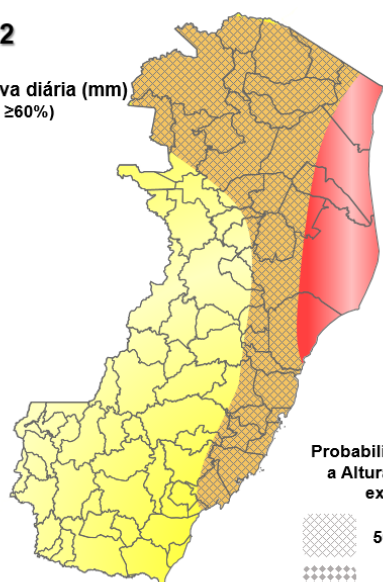 2
va diária (mm)
≥60%)
Probabili
a Altura
ex
5